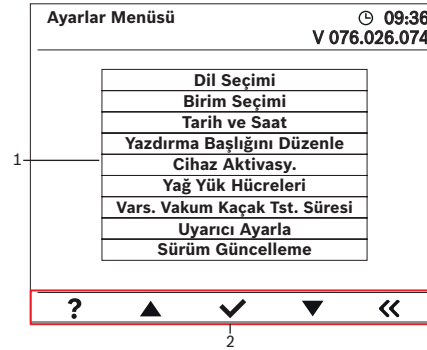 Ayarlar Menüsü
09:36
V 076.026.074
Dil Seçimi
Birim Seçimi
Tarih ve Saat
Yazdırma Başlığını Düzenle
1
Cihaz Aktivasy.
Yağ Yük Hücreleri
Vars. Vakum Kaçak Tst. Süresi
Uyarıcı Ayarla
Sürüm Güncelleme
?
2